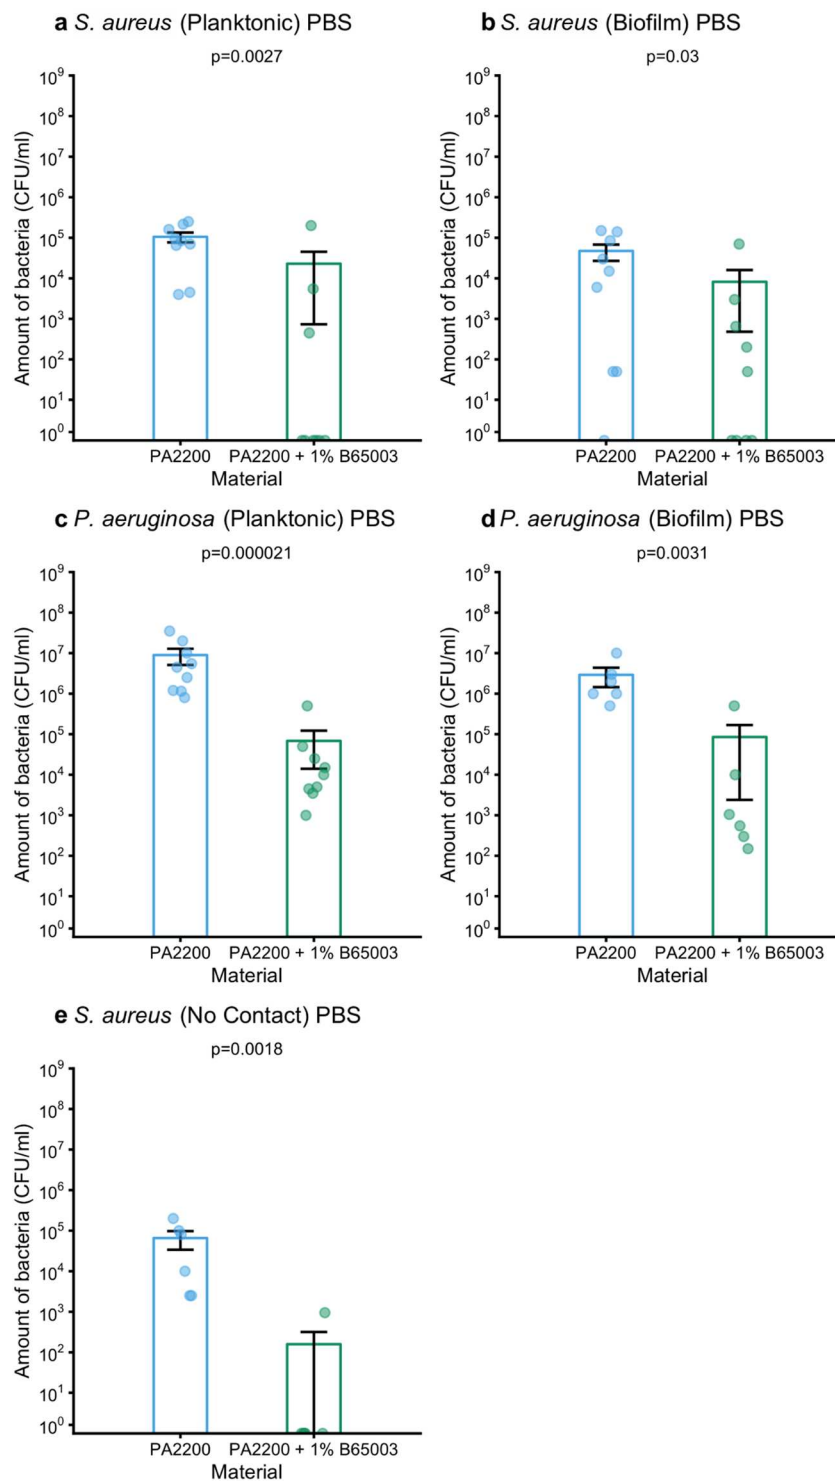 a S. aureus (Planktonic) PBS
p=0.0027
Amount of bacteria (CFU/ml)
10⁹
10⁸
10⁷
10⁶
10⁵
10⁴
10³
10²
10¹
10⁰
PA2200 PA2200 + 1% B65003
Material
b S. aureus (Biofilm) PBS
p=0.03
Amount of bacteria (CFU/ml)
10⁹
10⁸
10⁷
10⁶
10⁵
10⁴
10³
10²
10¹
10⁰
PA2200 PA2200 + 1% B65003
Material
c P. aeruginosa (Planktonic) PBS
p=0.000021
Amount of bacteria (CFU/ml)
10⁹
10⁸
10⁷
10⁶
10⁵
10⁴
10³
10²
10¹
10⁰
PA2200 PA2200 + 1% B65003
Material
d P. aeruginosa (Biofilm) PBS
p=0.0031
Amount of bacteria (CFU/ml)
10⁹
10⁸
10⁷
10⁶
10⁵
10⁴
10³
10²
10¹
10⁰
PA2200 PA2200 + 1% B65003
Material
e S. aureus (No Contact) PBS
p=0.0018
Amount of bacteria (CFU/ml)
10⁹
10⁸
10⁷
10⁶
10⁵
10⁴
10³
10²
10¹
10⁰
PA2200 PA2200 + 1% B65003
Material